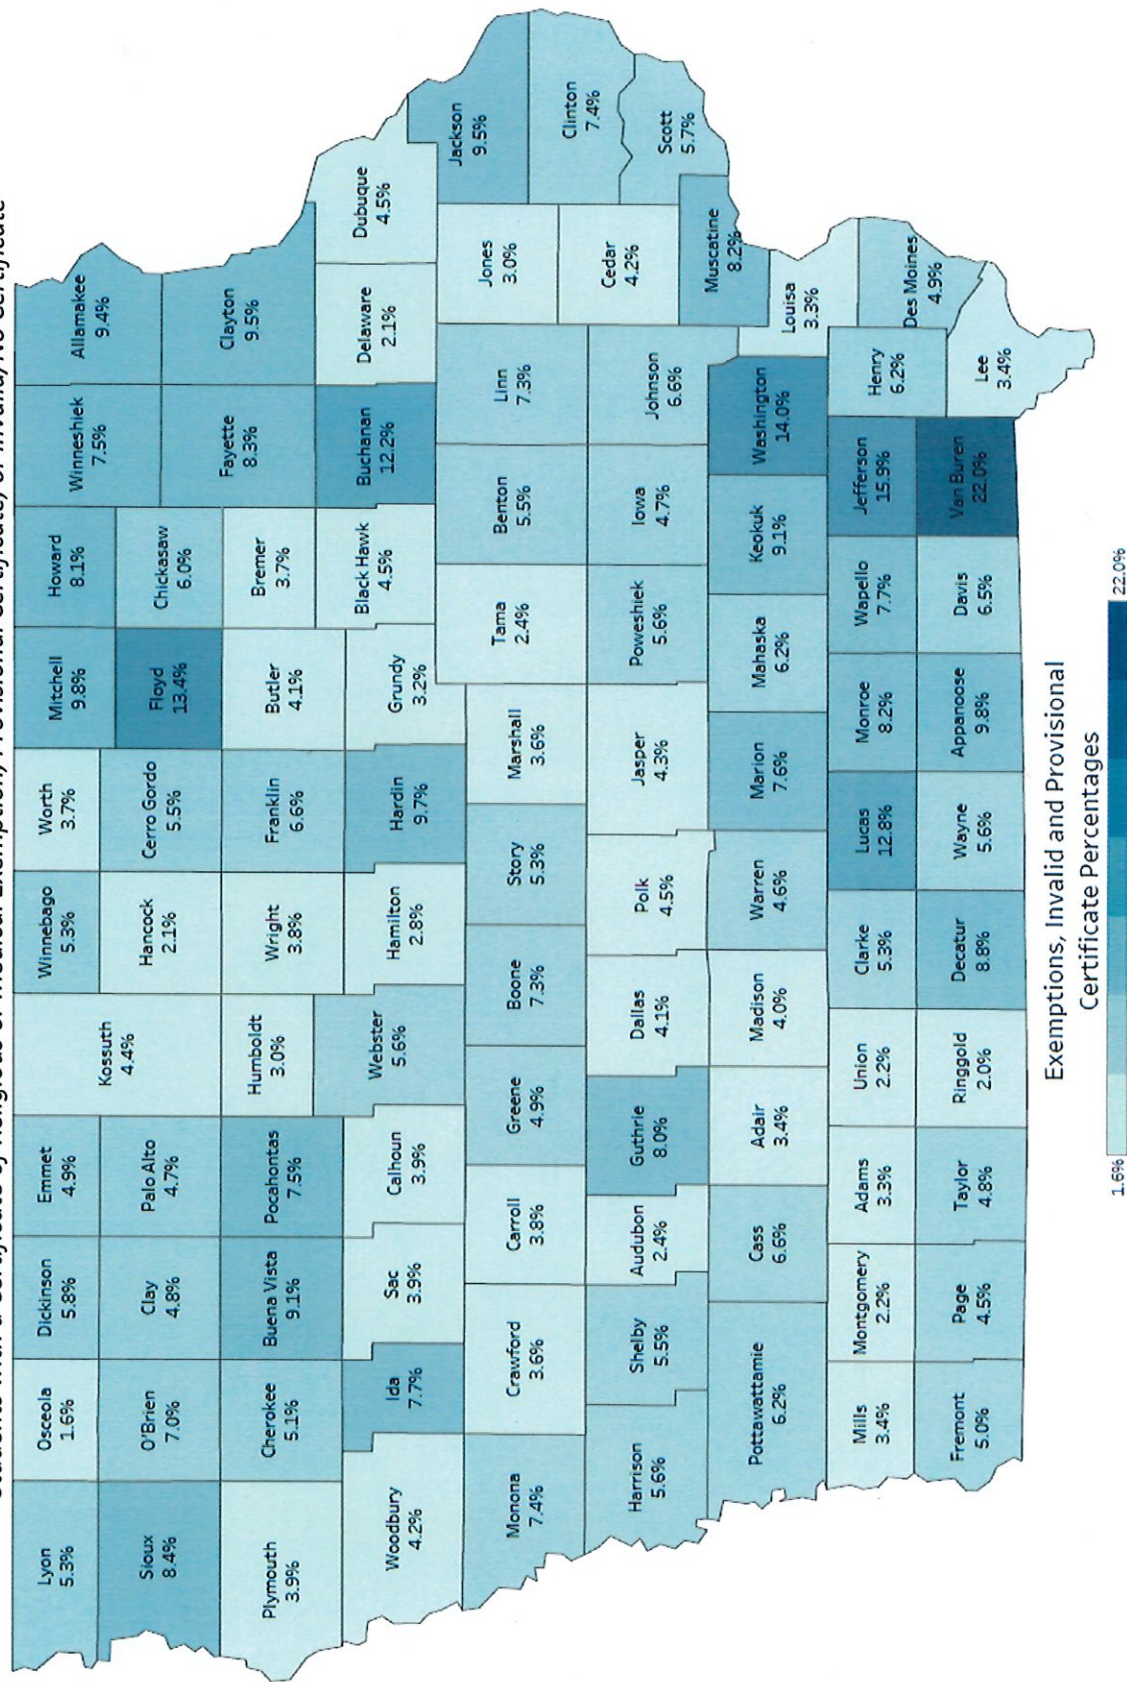 Students with a Certificate of Religious or Medical Exemption, Provisional Certificate, or Invalid/No Certificate
Lyon
5.3%
Osceola
1.6%
Dickinson
5.8%
Emmet
4.9%
Kossuth
4.4%
Winnebago
5.3%
Worth
3.7%
Mitchell
9.8%
Howard
8.1%
Winneshiek
7.5%
Allamakee
9.4%
Sioux
8.4%
O'Brien
7.0%
Clay
4.8%
Palo Alto
4.7%
Hancock
2.1%
Cerro Gordo
5.5%
Floyd
13.4%
Chickasaw
6.0%
Fayette
8.3%
Clayton
9.5%
Plymouth
3.9%
Cherokee
5.1%
Buena Vista
9.1%
Pocahontas
7.5%
Humboldt
3.0%
Wright
3.8%
Franklin
6.6%
Butler
4.1%
Bremer
3.7%
Woodbury
4.2%
Ida
7.7%
Sac
3.9%
Calhoun
3.9%
Webster
5.6%
Hamilton
2.8%
Hardin
9.7%
Grundy
3.2%
Black Hawk
4.5%
Buchanan
12.2%
Delaware
2.1%
Dubuque
4.5%
Monona
7.4%
Crawford
3.6%
Carroll
3.8%
Greene
4.9%
Boone
7.3%
Story
5.3%
Marshall
3.6%
Tama
2.4%
Benton
5.5%
Linn
7.3%
Jones
3.0%
Jackson
9.5%
Clinton
7.4%
Harrison
5.6%
Shelby
5.5%
Audubon
2.4%
Guthrie
8.0%
Dallas
4.1%
Polk
4.5%
Jasper
4.3%
Poweshiek
5.6%
Iowa
4.7%
Johnson
6.6%
Cedar
4.2%
Scott
5.7%
Muscatine
8.2%
Pottawattamie
6.2%
Cass
6.6%
Adair
3.4%
Madison
4.0%
Warren
4.6%
Marion
7.6%
Mahaska
6.2%
Keokuk
9.1%
Washington
14.0%
Louisa
3.3%
Mills
3.4%
Montgomery
2.2%
Adams
3.3%
Union
2.2%
Clarke
5.3%
Lucas
12.8%
Monroe
8.2%
Wapello
7.7%
Jefferson
15.9%
Henry
6.2%
Des Moines
4.9%
Fremont
5.0%
Page
4.5%
Taylor
4.8%
Ringgold
2.0%
Decatur
8.8%
Wayne
5.6%
Appanoose
9.8%
Davis
6.5%
Van Buren
22.0%
Lee
3.4%
Exemptions, Invalid and Provisional
Certificate Percentages
1.6%
22.0%